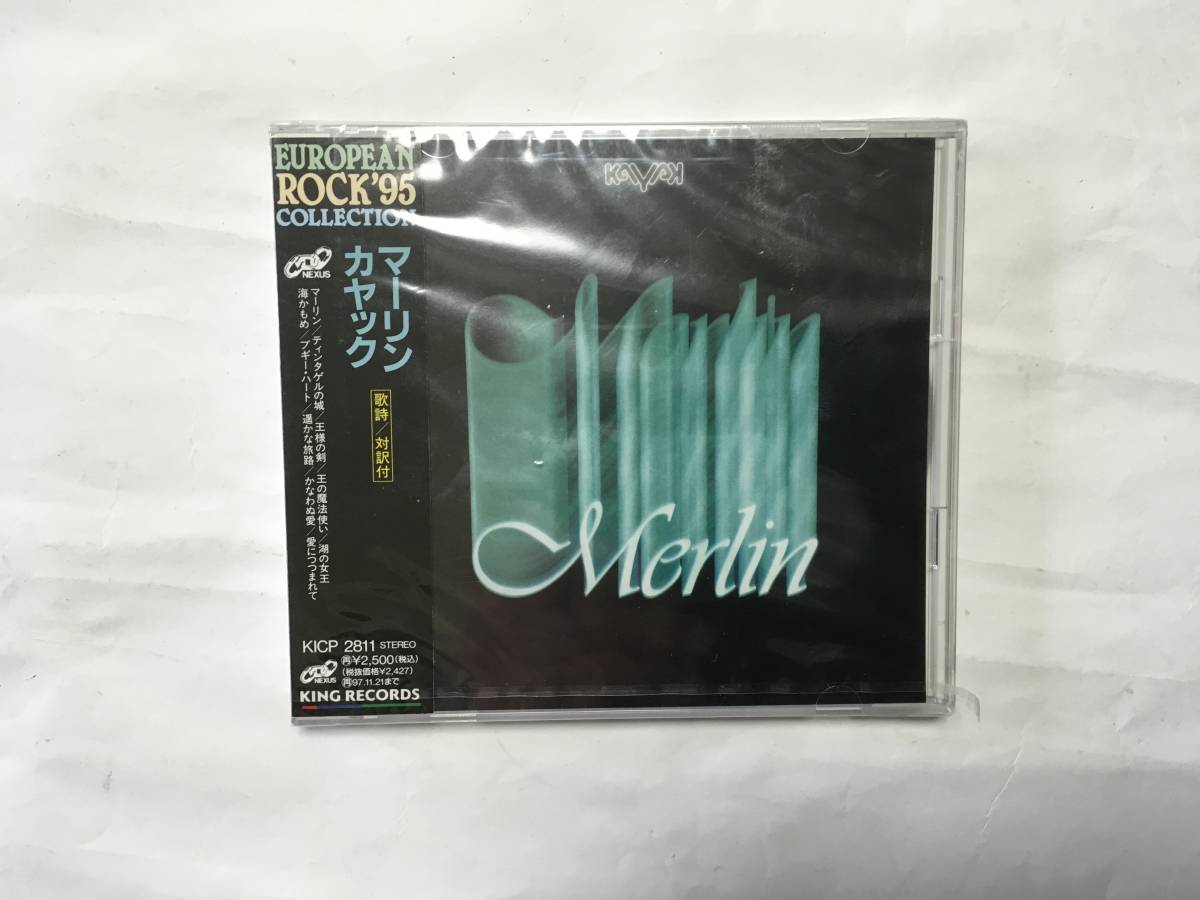 EUROPEAN
ROCK'95
COLLECTION
NEXUS
マーリン
カヤック
歌詩/対訳付
マーリン/ティンタゲルの城/王様の剣/王の魔法使い/湖の女王
海かもめ/ブギー・ハート/遥かな旅路/かなわぬ愛/愛につつまれて
KICP 2811 STEREO
再¥2,500(税込)
(税抜価格¥2,427)
再97.11.21まで
NEXUS
KING RECORDS
KAYAK
Merlin